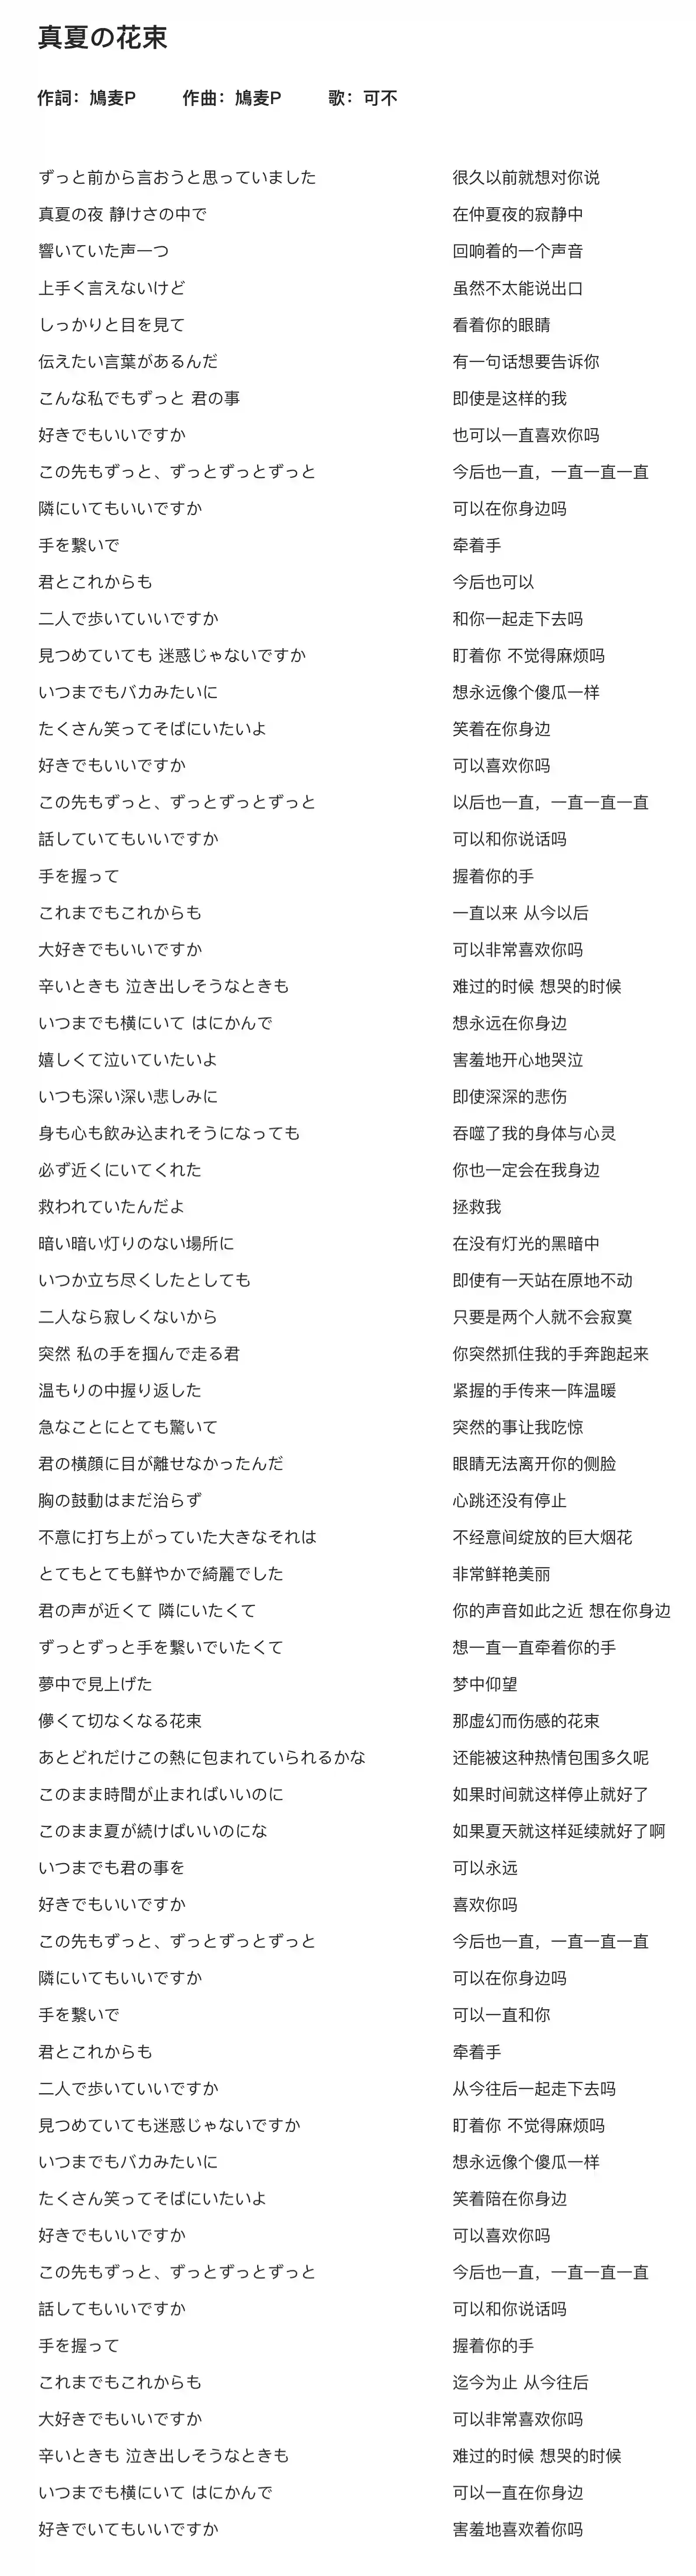 真夏の花束
作詞：鳩麦P 作曲：鳩麦P 歌：可不
ずっと前から言おうと思っていました 很久以前就想对你说
真夏の夜 静けさの中で 在仲夏夜的寂静中
響いていた声一つ 回响着的一个声音
上手く言えないけど 虽然不太能说出口
しっかりと目を見て 看着你的眼睛
伝えたい言葉があるんだ 有一句话想要告诉你
こんな私でもずっと 君の事 即使是这样的我
好きでもいいですか 也可以一直喜欢你吗
この先もずっと、ずっとずっとずっと 今后也一直，一直一直一直
隣にいてもいいですか 可以在你身边吗
手を繋いで 牵着手
君とこれからも 今后也可以
二人で歩いていいですか 和你一起走下去吗
見つめていても 迷惑じゃないですか 盯着你 不觉得麻烦吗
いつまでもバカみたいに 想永远像个傻瓜一样
たくさん笑ってそばにいたいよ 笑着在你身边
好きでもいいですか 可以喜欢你吗
この先もずっと、ずっとずっとずっと 以后也一直，一直一直一直
話していてもいいですか 可以和你说话吗
手を握って 握着你的手
これまでもこれからも 一直以来 从今以后
大好きでもいいですか 可以非常喜欢你吗
辛いときも 泣き出しそうなときも 难过的时候 想哭的时候
いつまでも横にいて はにかんで 想永远在你身边
嬉しくて泣いていたいよ 害羞地开心地哭泣
いつも深い深い悲しみに 即使深深的悲伤
身も心も飲み込まれそうになっても 吞噬了我的身体与心灵
必ず近くにいてくれた 你也一定会在我身边
救われていたんだよ 拯救我
暗い暗い灯りのない場所に 在没有灯光的黑暗中
いつか立ち尽くしたとしても 即使有一天站在原地不动
二人なら寂しくないから 只要是两个人就不会寂寞
突然 私の手を掴んで走る君 你突然抓住我的手奔跑起来
温もりの中握り返した 紧握的手传来一阵温暖
急なことにとても驚いて 突然的事让我吃惊
君の横顔に目が離せなかったんだ 眼睛无法离开你的侧脸
胸の鼓動はまだ治らず 心跳还没有停止
不意に打ち上がっていた大きなそれは 不经意间绽放的巨大烟花
とてもとても鮮やかで綺麗でした 非常鲜艳美丽
君の声が近くて 隣にいたくて 你的声音如此之近 想在你身边
ずっとずっと手を繋いでいたくて 想一直一直牵着你的手
夢中で見上げた 梦中仰望
儚くて切なくなる花束 那虚幻而伤感的花束
あとどれだけこの熱に包まれていられるかな 还能被这种热情包围多久呢
このまま時間が止まればいいのに 如果时间就这样停止就好了
このまま夏が続けばいいのにな 如果夏天就这样延续就好了啊
いつまでも君の事を 可以永远
好きでもいいですか 喜欢你吗
この先もずっと、ずっとずっとずっと 今后也一直，一直一直一直
隣にいてもいいですか 可以在你身边吗
手を繋いで 可以一直和你
君とこれからも 牵着手
二人で歩いていいですか 从今往后一起走下去吗
見つめていても迷惑じゃないですか 盯着你 不觉得麻烦吗
いつまでもバカみたいに 想永远像个傻瓜一样
たくさん笑ってそばにいたいよ 笑着陪在你身边
好きでもいいですか 可以喜欢你吗
この先もずっと、ずっとずっとずっと 今后也一直，一直一直一直
話してもいいですか 可以和你说话吗
手を握って 握着你的手
これまでもこれからも 迄今为止 从今往后
大好きでもいいですか 可以非常喜欢你吗
辛いときも 泣き出しそうなときも 难过的时候 想哭的时候
いつまでも横にいて はにかんで 可以一直在你身边
好きでいてもいいですか 害羞地喜欢着你吗